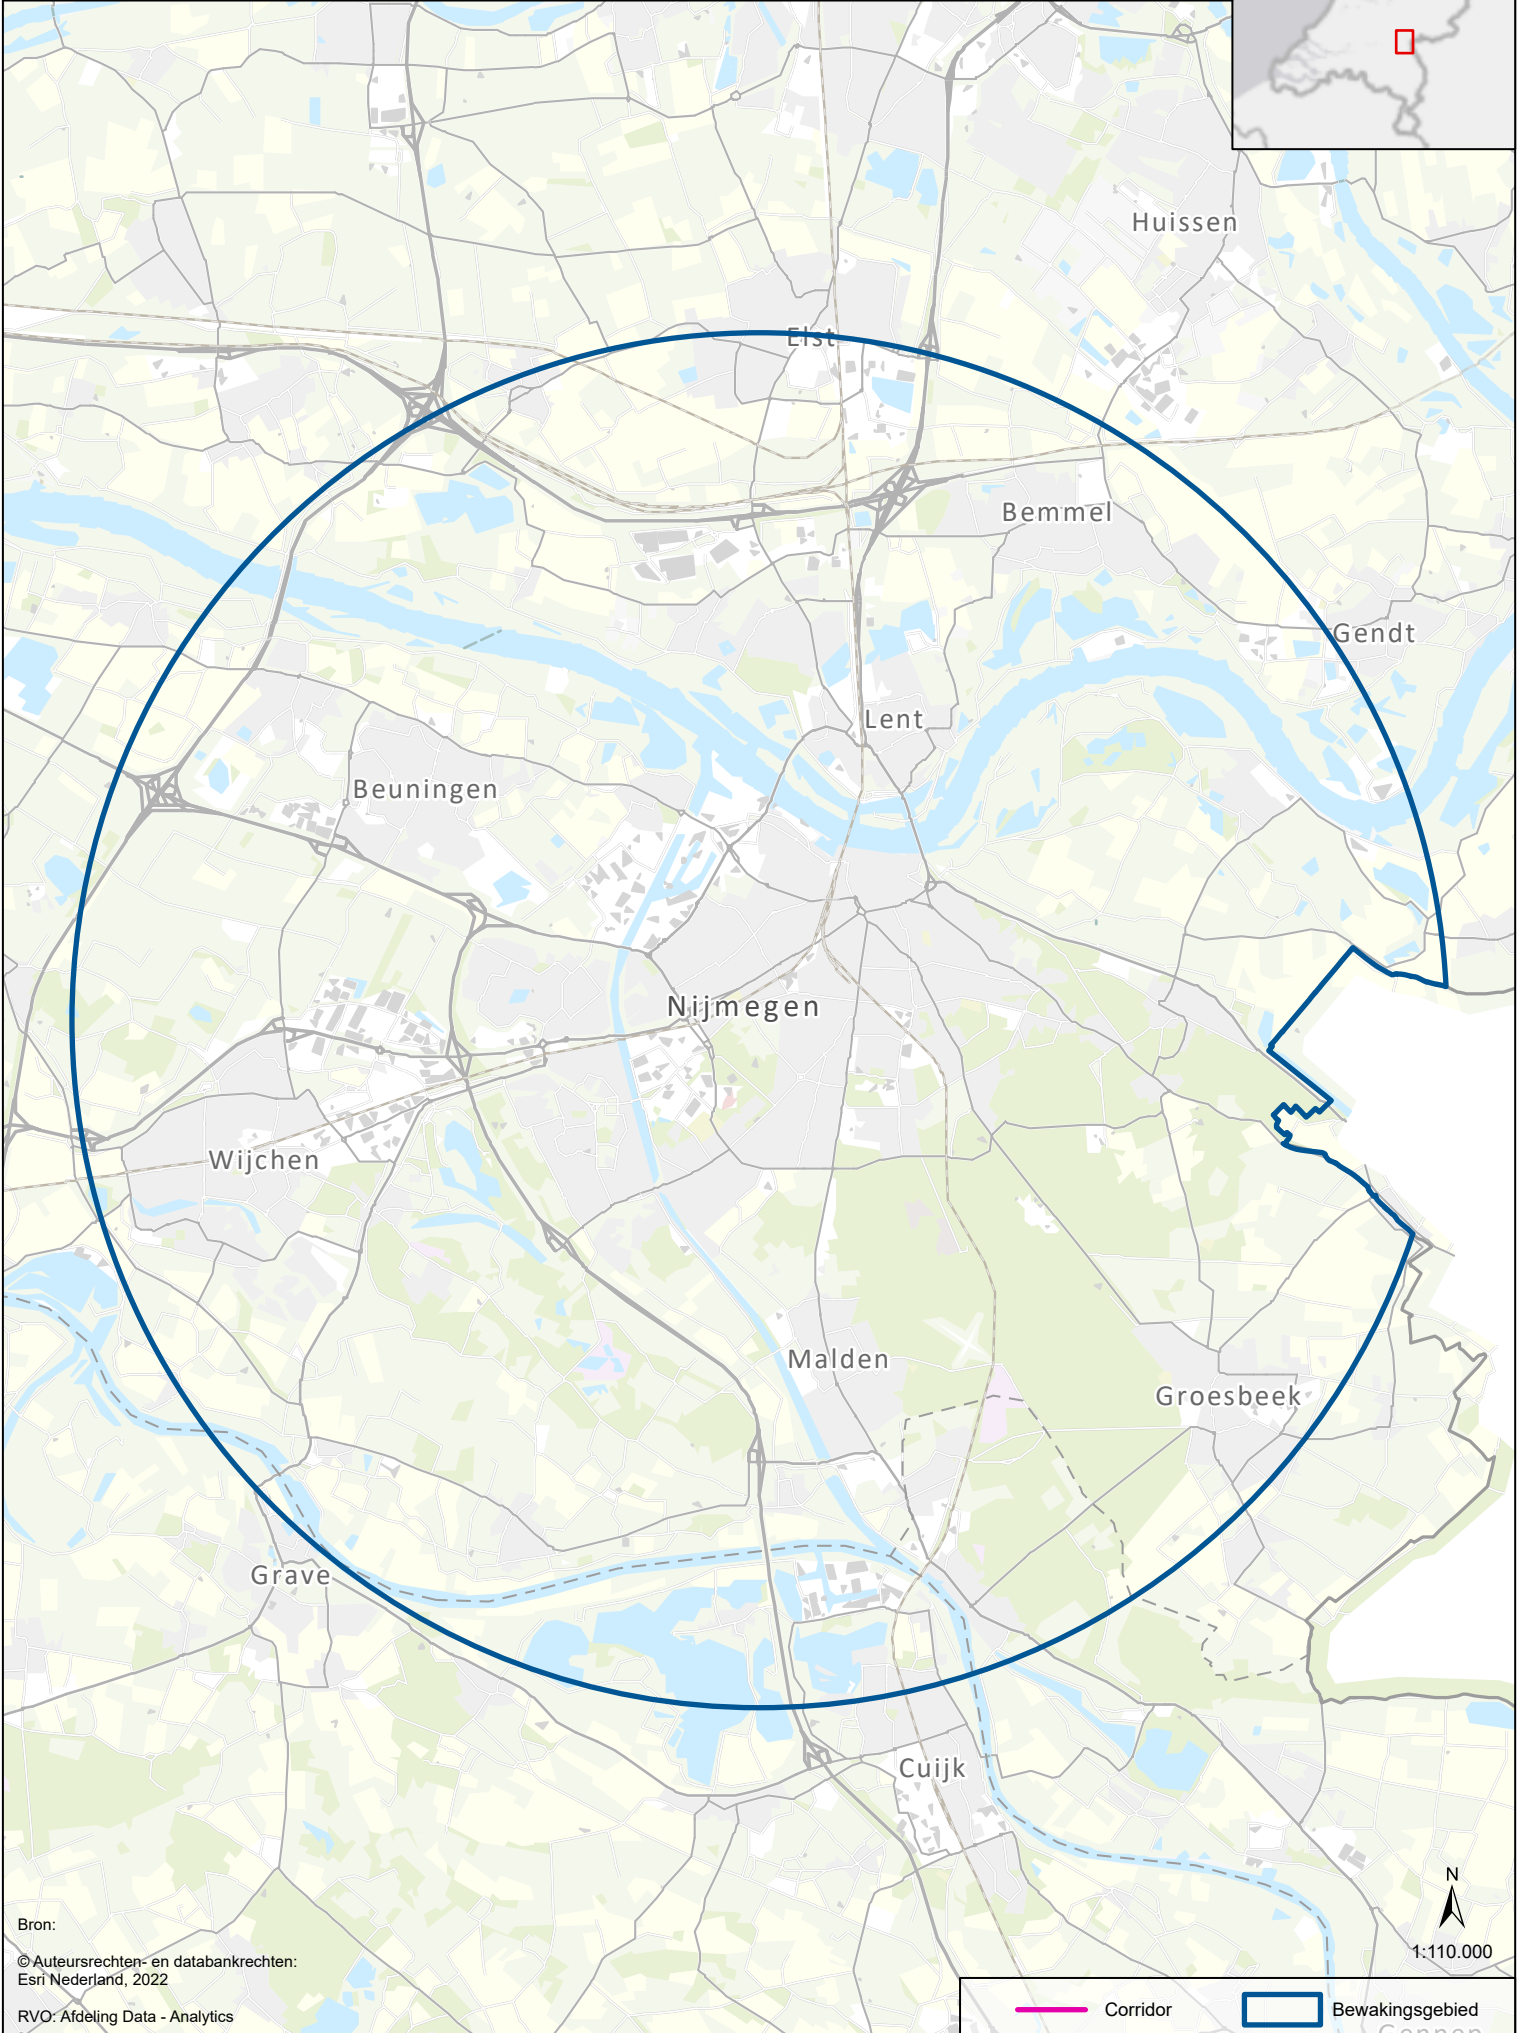 Huissen
Elst
Bemmel
Gendt
Lent
Beuningen
Nijmegen
Wijchen
Malden
Groesbeek
Grave
Cuijk
N
1:110.000
Bron:
© Auteursrechten- en databankrechten:
Esri Nederland, 2022
RVO: Afdeling Data - Analytics
Corridor
Bewakingsgebied
Gennep